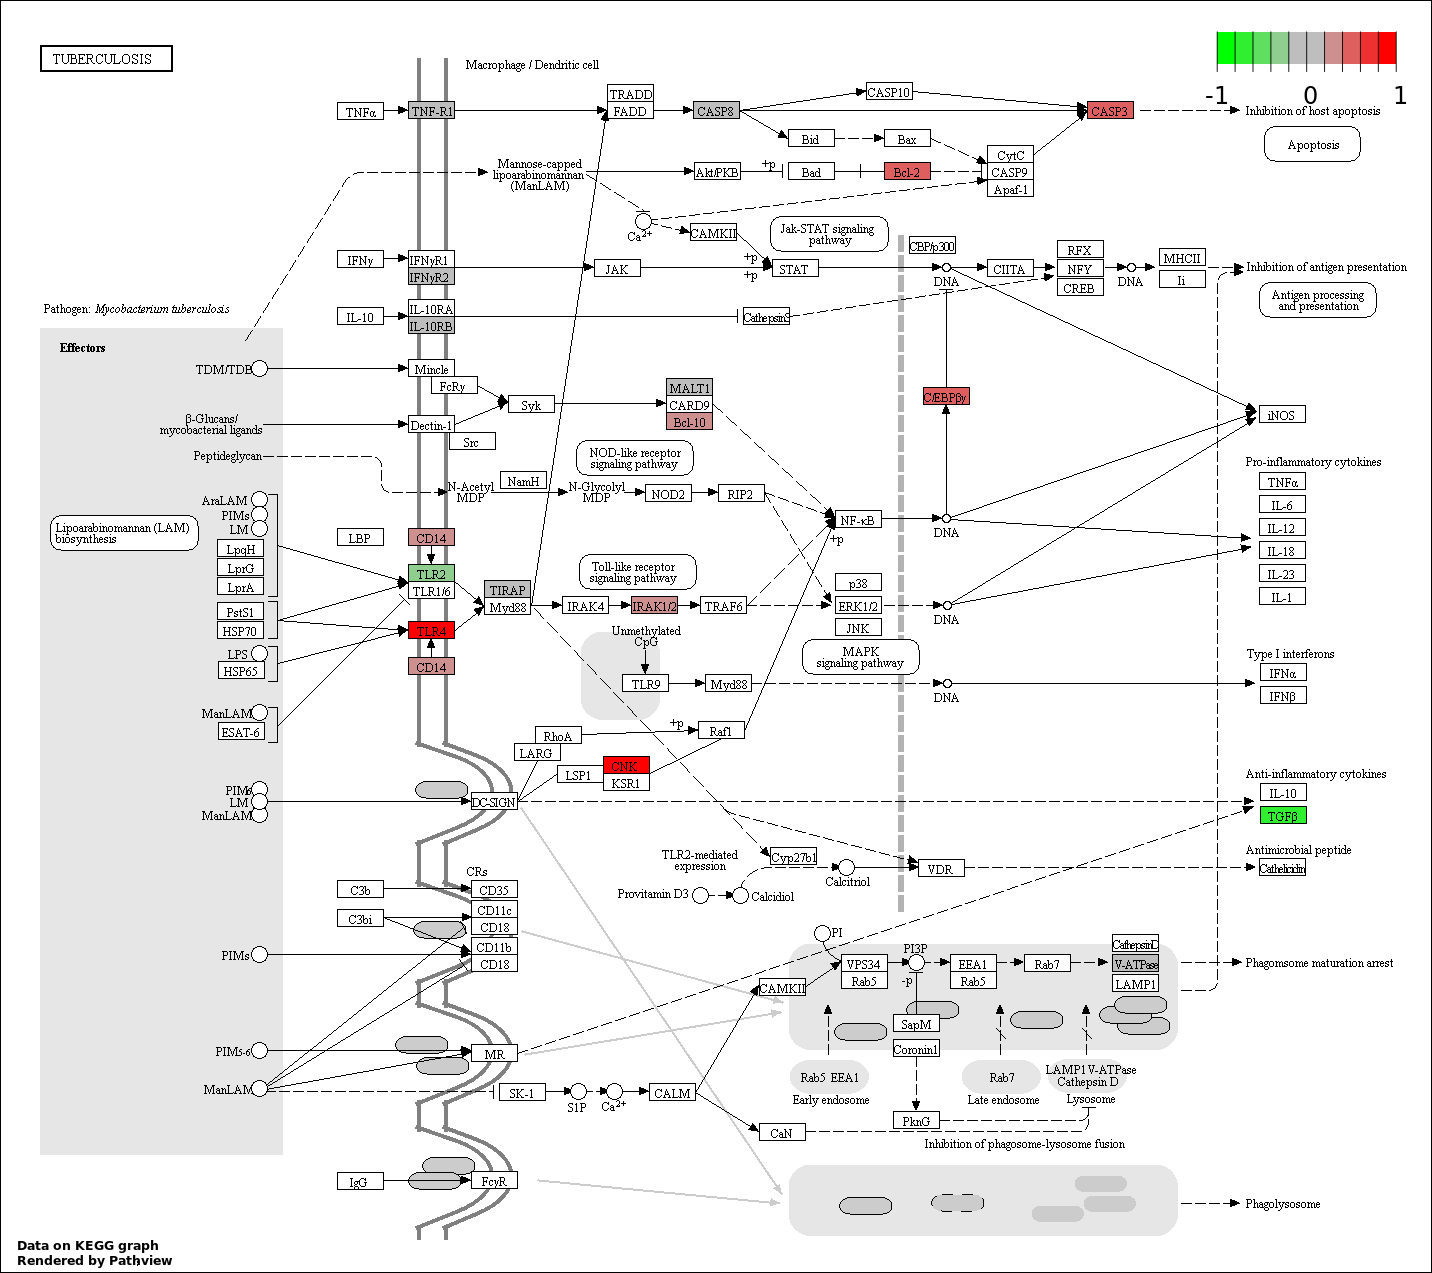 TUBERCULOSIS
Macrophage / Dendritic cell
-1
0
1
TNFα
TNF-R1
TRADD
FADD
CASP8
CASP10
CASP3
Inhibition of host apoptosis
Bid
Bax
Apoptosis
CytC
CASP9
Apaf-1
Mannose-capped
lipoarabinomannan
(ManLAM)
Akt/PKB
+p
Bad
Bcl-2
Ca2+
CAMKII
Jak-STAT signaling
pathway
IFNγ
IFNγR1
IFNγR2
JAK
+p
+p
STAT
CBP/p300
DNA
CIITA
RFX
NFY
CREB
DNA
MHCII
Ii
Inhibition of antigen presentation
Antigen processing
and presentation
Pathogen: Mycobacterium tuberculosis
IL-10
IL-10RA
IL-10RB
CathepsinS
Effectors
TDM/TDB
Mincle
FcRγ
Syk
MALT1
CARD9
Bcl-10
C/EBPβγ
iNOS
β-Glucans/
mycobacterial ligands
Dectin-1
Src
Peptideglycan
N-Acetyl
MDP
NamH
N-Glycolyl
MDP
NOD-like receptor
signaling pathway
NOD2
RIP2
NF-κB
+p
DNA
Pro-inflammatory cytokines
TNFα
IL-6
IL-12
IL-18
IL-23
IL-1
AraLAM
PIMs
LM
Lipoarabinomannan (LAM)
biosynthesis
LpqH
LprG
LprA
PstS1
HSP70
LPS
HSP65
ManLAM
ESAT-6
LBP
CD14
TLR2
TLR1/6
TLR4
CD14
TIRAP
Myd88
Toll-like receptor
signaling pathway
IRAK4
IRAK1/2
TRAF6
p38
ERK1/2
JNK
DNA
MAPK
signaling pathway
Unmethylated
CpG
TLR9
Myd88
DNA
Type I interferons
IFNα
IFNβ
RhoA
LARG
+p
Raf1
LSP1
CNK
KSR1
PIMs
LM
ManLAM
DC-SIGN
Anti-inflammatory cytokines
IL-10
TGFβ
TLR2-mediated
expression
Cyp27b1
Provitamin D3
Calcidiol
Calcitriol
VDR
Antimicrobial peptide
Cathelicidin
CRs
C3b
CD35
C3bi
CD11c
CD18
CD11b
CD18
PIMs
PI
VPS34
Rab5
PI3P
-p
EEA1
Rab5
Rab7
CathepsinD
V-ATPase
LAMP1
Phagomsome maturation arrest
CAMKII
SapM
Coronin1
PIM5-6
MR
ManLAM
SK-1
S1P
Ca2+
CALM
Rab5 EEA1
Early endosome
Rab7
Late endosome
LAMP1V-ATPase
Cathepsin D
Lysosome
PknG
CaN
Inhibition of phagosome-lysosome fusion
IgG
FcγR
Phagolysosome
Data on KEGG graph
Rendered by Pathview